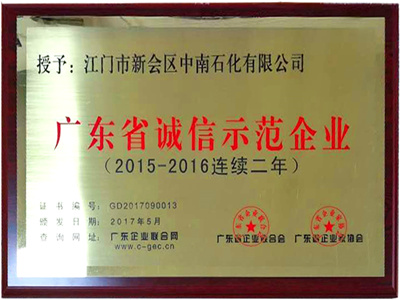 授予：江门市新会区中南石化有限公司
广东省诚信示范企业
（2015-2016连续二年）
证书编号：GD2017090013
颁发日期：2017年5月
查询网址：广东企业联合网
www.c-gec.cn
广东省企业联合会 广东省企业家协会